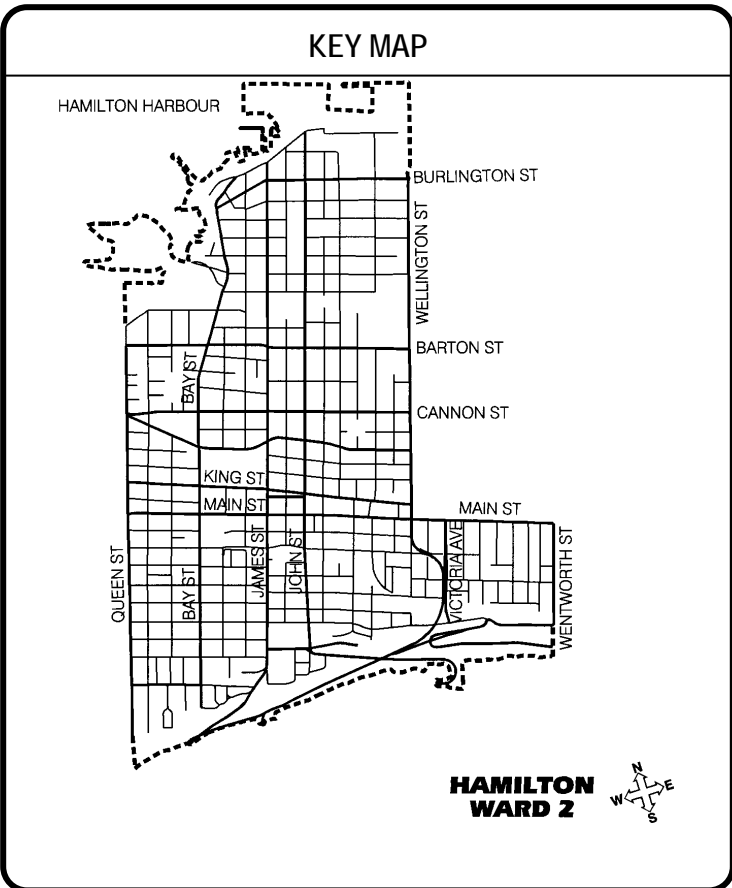 KEY MAP
HAMILTON HARBOUR
BURLINGTON ST
WELLINGTON ST
BARTON ST
BAY ST
CANNON ST
KING ST
MAIN ST
MAIN ST
QUEEN ST
BAY ST
JAMES ST
JOHN ST
VICTORIA AVE
WENTWORTH ST
HAMILTON
WARD 2
N
W E
S